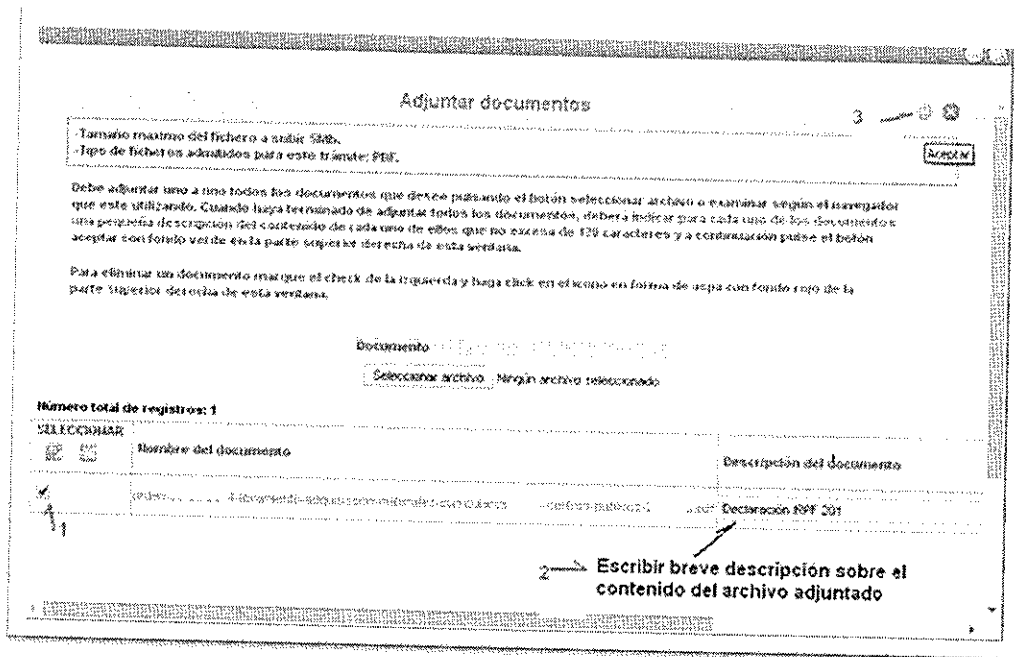 Adjuntar documentos
3
-Tamaño maximo del fichero a subir 5Mb.
-Tipo de ficheros admitidos para este trámite: PDF.
Aceptar
Debe adjuntar uno a uno todos los documentos que desee pulsando el botón seleccionar archivo o examinar según el navegador
que este utilizando. Cuando haya terminado de adjuntar todos los documentos, deberá indicar para cada uno de los documentos
una pequeña descripción del contenido de cada uno de ellos que no exceda de 120 caracteres y a continuación pulse el botón
aceptar con fondo verde en la parte superior derecha de esta ventana.
Para eliminar un documento marque el check de la izquierda y haga click en el icono en forma de aspa con fondo rojo de la
parte superior derecha de esta ventana.
Documento
Seleccionar archivo Ningún archivo seleccionado
Número total de registros: 1
SELECCIONAR
Nombre del documento
Descripción del documento
Declaración
1
2 Escribir breve descripción sobre el
contenido del archivo adjuntado